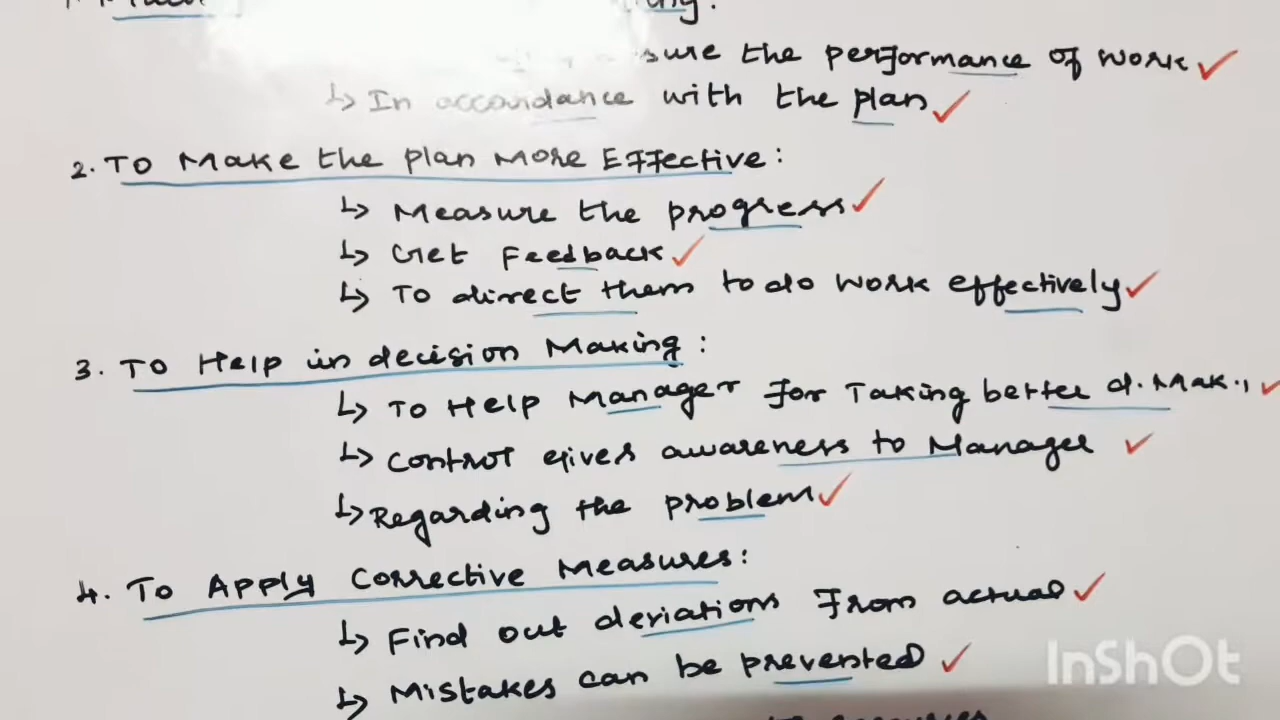 sure the performance of work ✓
↳ In accordance with the plan ✓
2. To Make the plan More Effective:
↳ Measure the progress ✓
↳ Get Feedback ✓
↳ To direct them to do work effectively ✓
3. To Help in decision Making:
↳ To Help Manager for Taking better d. Mak.,  ✓
↳ control gives awareness to Manager ✓
↳ Regarding the problem ✓
4. To Apply Corrective Measures:
↳ Find out deviations From actual ✓
↳ Mistakes can be prevented ✓
InShOt